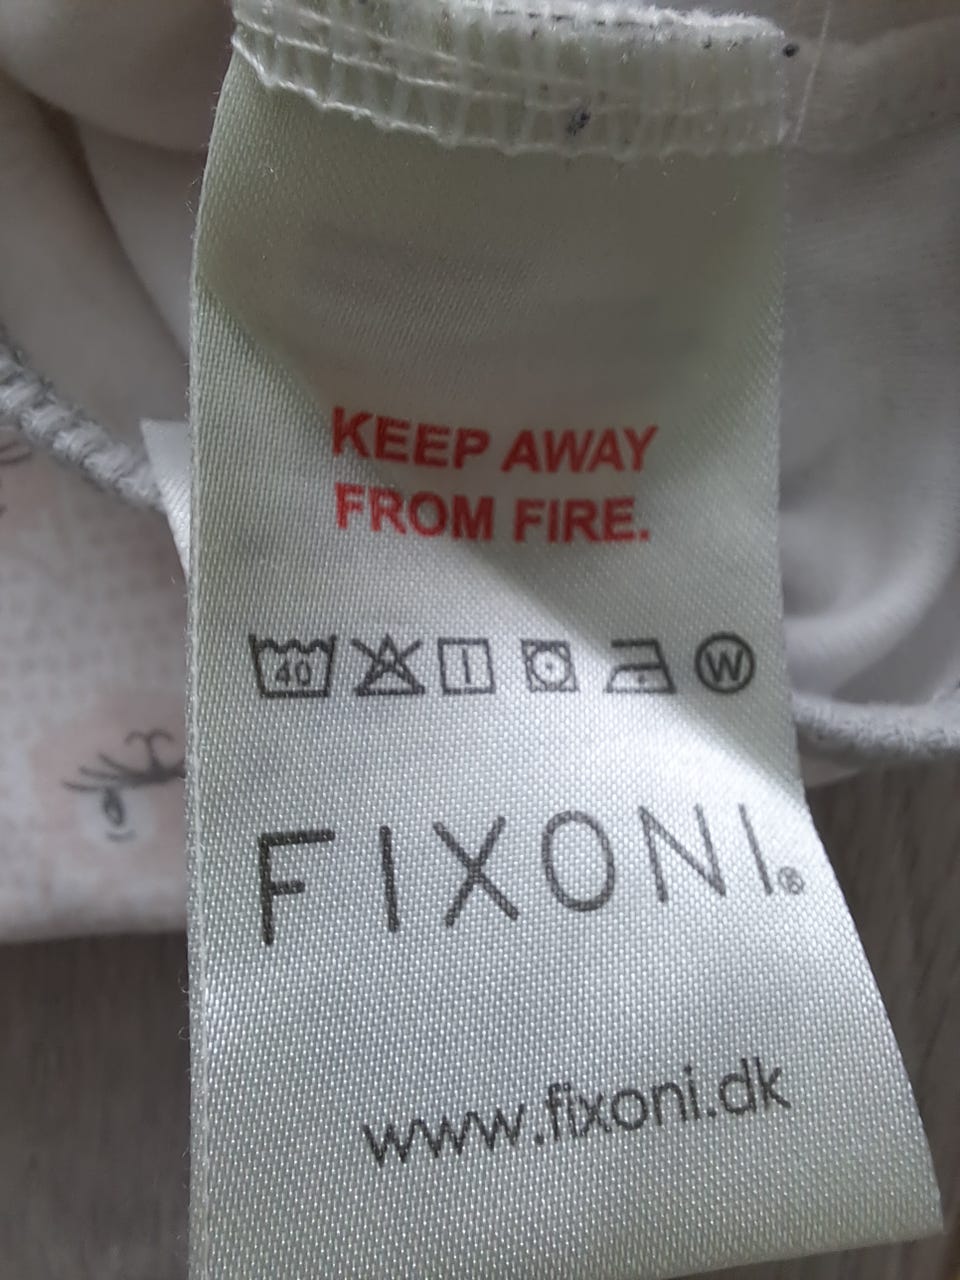 KEEP AWAY
FROM FIRE.
40 W
FIXONI®
www.fixoni.dk